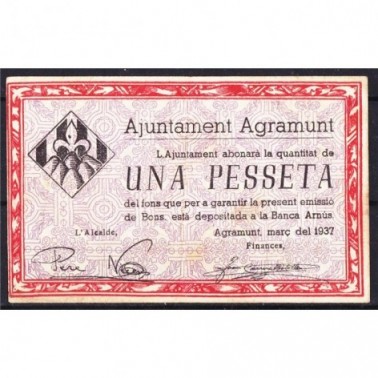 Ajuntament Agramunt
L'Ajuntament abonarà la quantitat de
UNA PESSETA
del fons que per a garantir la present emissió
de Bons, està depositada a la Banca Arnús.
L'Alcalde, Agramunt, març del 1937
Finances,
Pere